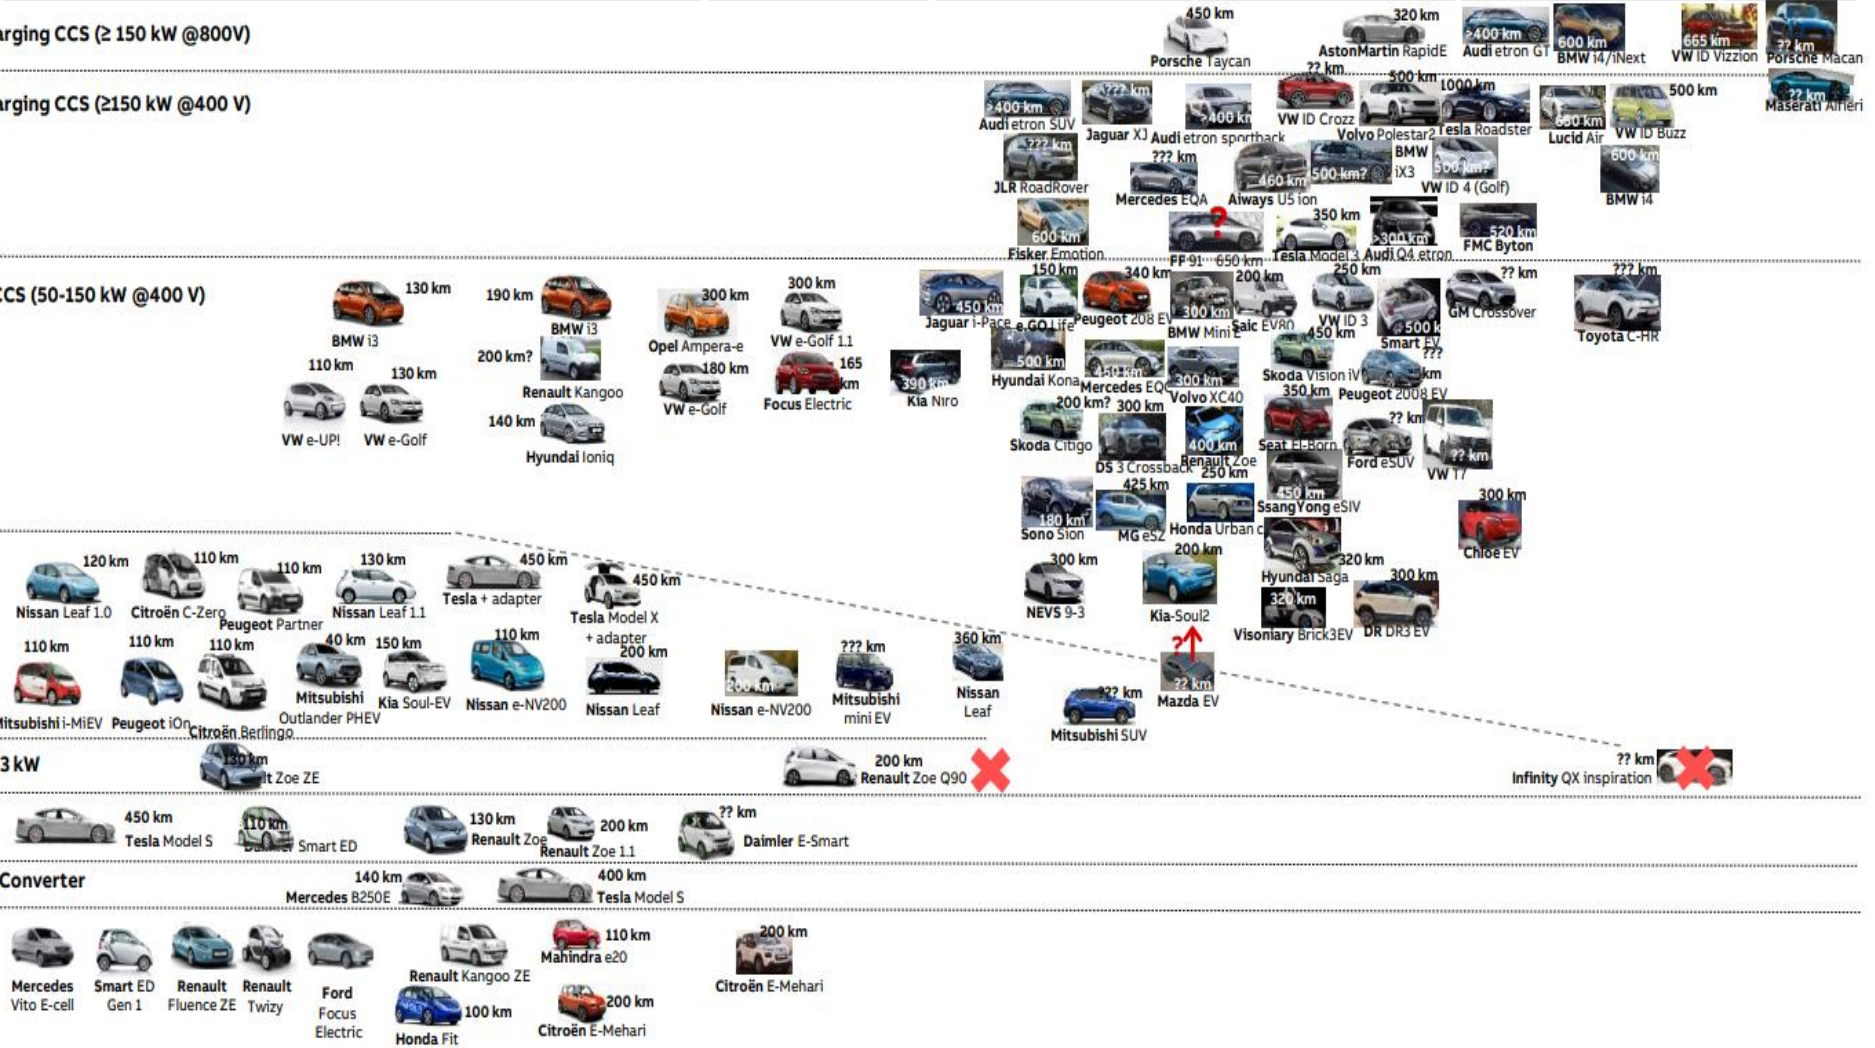 arging CCS (≥ 150 kW @800V)
450 km
Porsche Taycan
320 km
AstonMartin RapidE
>400 km
Audi etron GT
600 km
BMW i4/iNext
665 km
VW ID Vizzion
?? km
Porsche Macan
arging CCS (≥150 kW @400 V)
>400 km
Audi etron SUV
??? km
Jaguar XJ
>400 km
Audi etron sportback
?? km
VW ID Crozz
500 km
Volvo Polestar2
1000 km
Tesla Roadster
650 km
Lucid Air
500 km
VW ID Buzz
?? km
Maserati Alfieri
??? km
JLR RoadRover
??? km
Mercedes EQA
460 km
Aiways U5 ion
500 km?
BMW
iX3
500 km?
VW ID 4 (Golf)
600 km
BMW i4
600 km
Fisker Emotion
?
FF 91 650 km
350 km
Tesla Model 3
>300 km
Audi Q4 etron
520 km
FMC Byton
CCS (50-150 kW @400 V)
130 km
BMW i3
190 km
BMW i3
300 km
Opel Ampera-e
300 km
VW e-Golf 1.1
450 km
Jaguar i-Pace
150 km
e.GO Life
340 km
Peugeot 208 EV
300 km
BMW Mini E
200 km
Saic EV80
250 km
VW ID 3
500 k
Smart EV
?? km
GM Crossover
??? km
Toyota C-HR
110 km
VW e-UP!
130 km
VW e-Golf
200 km?
Renault Kangoo
180 km
VW e-Golf
165
km
Focus Electric
390 km
Kia Niro
500 km
Hyundai Kona
450 km
Mercedes EQC
300 km
Volvo XC40
450 km
Skoda Vision iV
???
km
Peugeot 2008 EV
140 km
Hyundai Ioniq
200 km?
Skoda Citigo
300 km
DS 3 Crossback
400 km
Renault Zoe
350 km
Seat El-Born
?? km
Ford eSUV
?? km
VW T7
180 km
Sono Sion
425 km
MG eSZ
250 km
Honda Urban c
450 km
SsangYong eSIV
300 km
Chloe EV
300 km
NEVS 9-3
200 km
Kia-Soul2
320 km
Hyundai Saga
320 km
Visoniary Brick3EV
300 km
DR DR3 EV
120 km
Nissan Leaf 1.0
110 km
Citroën C-Zero
110 km
Peugeot Partner
130 km
Nissan Leaf 1.1
450 km
Tesla + adapter
450 km
Tesla Model X
+ adapter
110 km
Mitsubishi i-MiEV
110 km
Peugeot iOn
110 km
Citroën Berlingo
40 km
Mitsubishi
Outlander PHEV
150 km
Kia Soul-EV
110 km
Nissan e-NV200
200 km
Nissan Leaf
200 km
Nissan e-NV200
??? km
Mitsubishi
mini EV
360 km
Nissan
Leaf
??? km
Mitsubishi SUV
?
?? km
Mazda EV
3 kW
130 km
lt Zoe ZE
200 km
Renault Zoe Q90
?? km
Infinity QX inspiration
450 km
Tesla Model S
110 km
Smart ED
130 km
Renault Zoe
200 km
Renault Zoe 1.1
?? km
Daimler E-Smart
Converter
140 km
Mercedes B250E
400 km
Tesla Model S
Mercedes
Vito E-cell
Smart ED
Gen 1
Renault
Fluence ZE
Renault
Twizy
Ford
Focus
Electric
Renault Kangoo ZE
110 km
Mahindra e20
200 km
Citroën E-Mehari
100 km
Honda Fit
200 km
Citroën E-Mehari